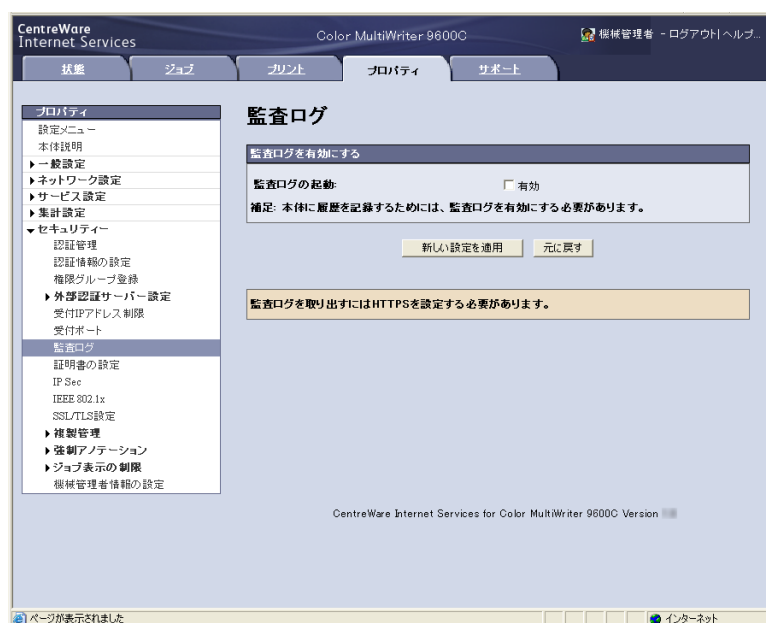 CentreWare
Internet Services
Color MultiWriter 9600C
機械管理者 - ログアウト| ヘルプ...
状態
ジョブ
プリント
プロパティ
サポート
プロパティ
設定メニュー
本体説明
一般設定
ネットワーク設定
サービス設定
集計設定
セキュリティー
認証管理
認証情報の設定
権限グループ登録
外部認証サーバー設定
受付IPアドレス制限
受付ポート
監査ログ
証明書の設定
IP Sec
IEEE 802.1x
SSL/TLS設定
複製管理
強制アノテーション
ジョブ表示の制限
機械管理者情報の設定
監査ログ
監査ログを有効にする
監査ログの起動: 有効
補足: 本体に履歴を記録するためには、監査ログを有効にする必要があります。
新しい設定を適用
元に戻す
監査ログを取り出すにはHTTPSを設定する必要があります。
CentreWare Internet Services for Color MultiWriter 9600C Version
ページが表示されました
インターネット